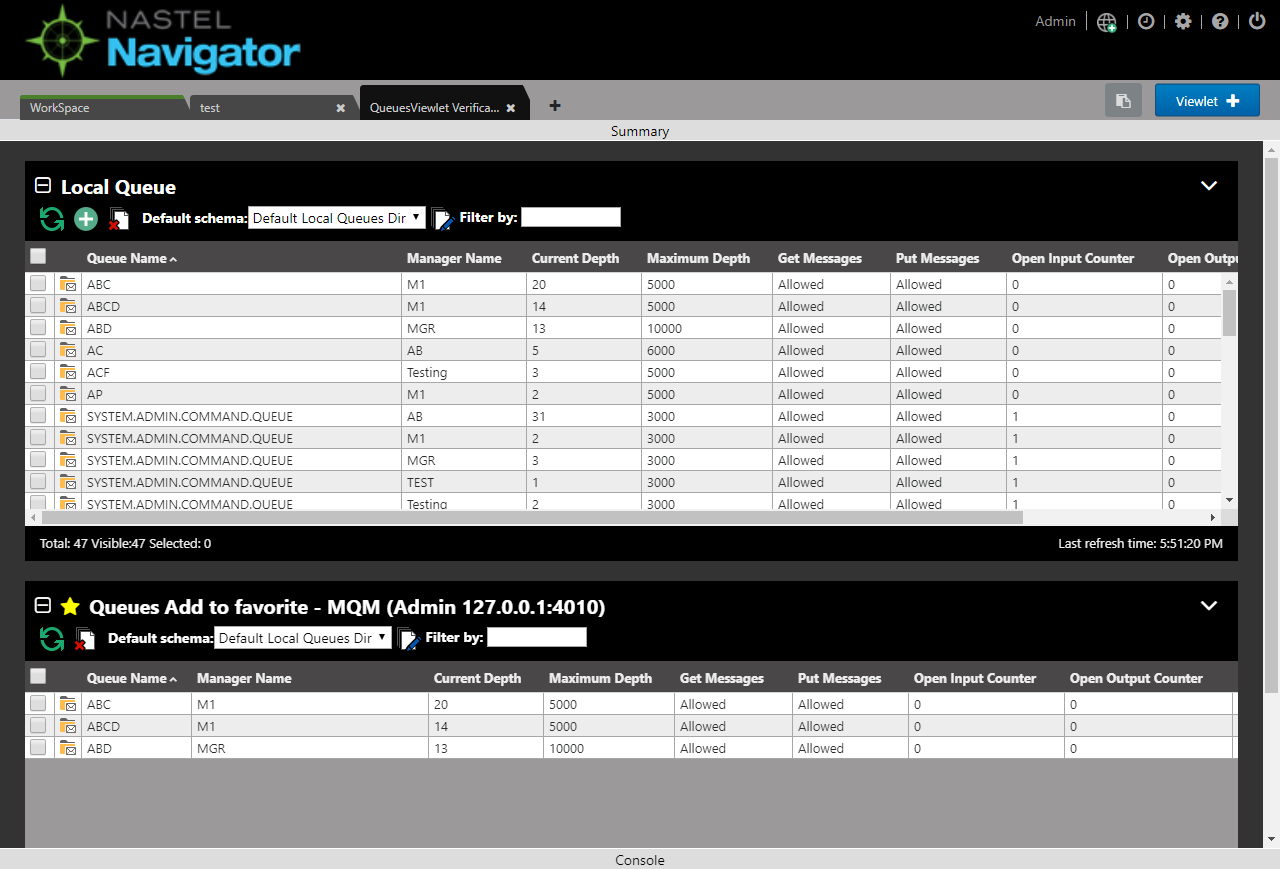 NASTEL
Navigator
Admin
WorkSpace test QueuesViewlet Verifica... Viewlet
Summary
Local Queue
Default schema: Default Local Queues Dir Filter by:
Queue Name Manager Name Current Depth Maximum Depth Get Messages Put Messages Open Input Counter Open Outpu
ABC M1 20 5000 Allowed Allowed 0 0
ABCD M1 14 5000 Allowed Allowed 0 0
ABD MGR 13 10000 Allowed Allowed 0 0
AC AB 5 6000 Allowed Allowed 0 0
ACF Testing 3 5000 Allowed Allowed 0 0
AP M1 2 5000 Allowed Allowed 0 0
SYSTEM.ADMIN.COMMAND.QUEUE AB 31 3000 Allowed Allowed 1 0
SYSTEM.ADMIN.COMMAND.QUEUE M1 2 3000 Allowed Allowed 1 0
SYSTEM.ADMIN.COMMAND.QUEUE MGR 3 3000 Allowed Allowed 1 0
SYSTEM.ADMIN.COMMAND.QUEUE TEST 1 3000 Allowed Allowed 1 0
SYSTEM.ADMIN.COMMAND.QUEUE Testing 2 3000 Allowed Allowed 1 0
Total: 47 Visible:47 Selected: 0 Last refresh time: 5:51:20 PM
Queues Add to favorite - MQM (Admin 127.0.0.1:4010)
Default schema: Default Local Queues Dir Filter by:
Queue Name Manager Name Current Depth Maximum Depth Get Messages Put Messages Open Input Counter Open Output Counter
ABC M1 20 5000 Allowed Allowed 0 0
ABCD M1 14 5000 Allowed Allowed 0 0
ABD MGR 13 10000 Allowed Allowed 0 0
Console